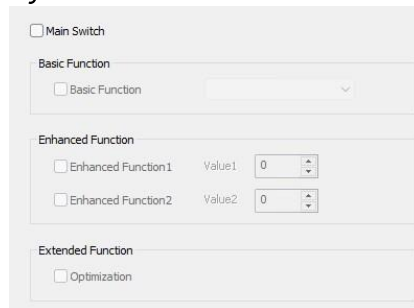 Main Switch
Basic Function
Basic Function
Enhanced Function
Enhanced Function1 Value1 0
Enhanced Function2 Value2 0
Extended Function
Optimization